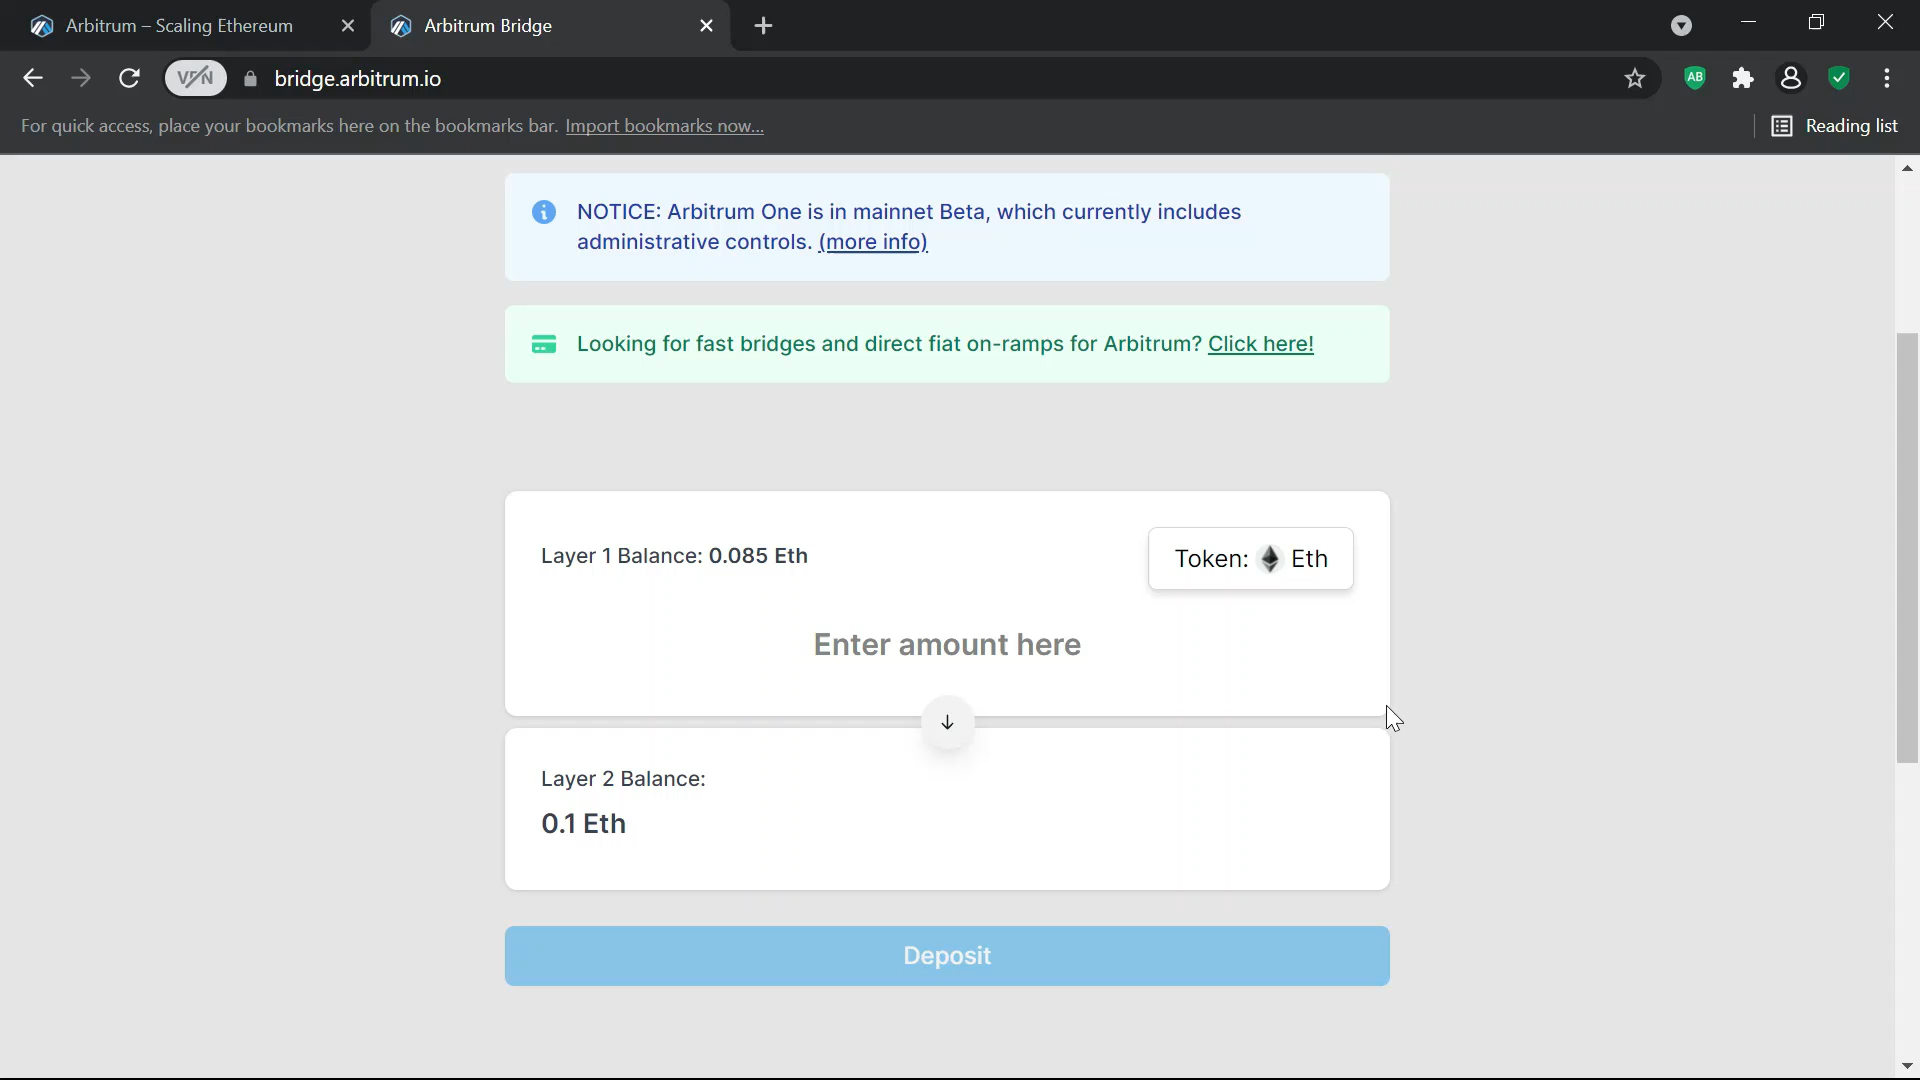 Arbitrum – Scaling Ethereum
Arbitrum Bridge
VPN
bridge.arbitrum.io
AB
For quick access, place your bookmarks here on the bookmarks bar. Import bookmarks now...
Reading list
NOTICE: Arbitrum One is in mainnet Beta, which currently includes
administrative controls. (more info)
Looking for fast bridges and direct fiat on-ramps for Arbitrum? Click here!
Layer 1 Balance: 0.085 Eth
Token: Eth
Enter amount here
Layer 2 Balance:
0.1 Eth
Deposit